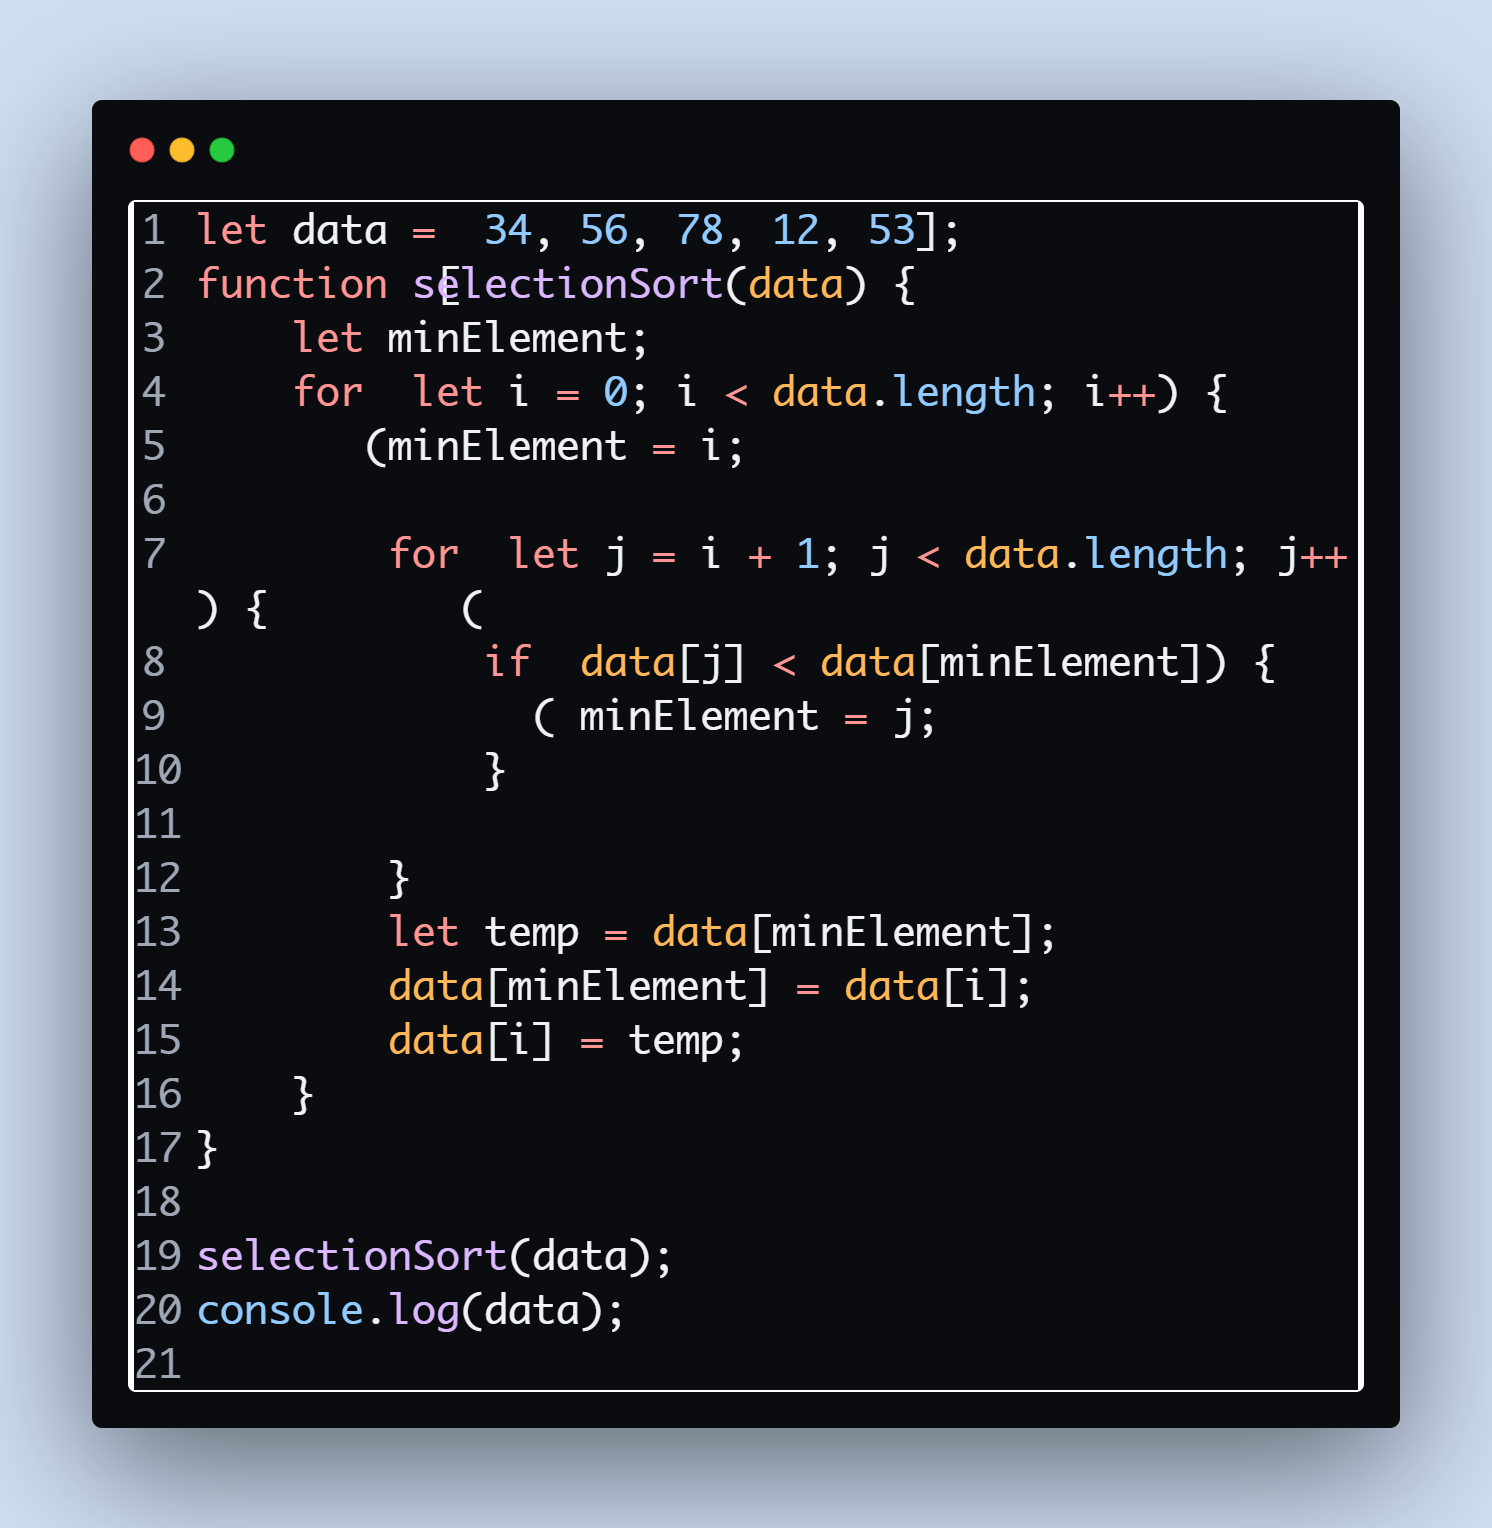 1 let data =  34, 56, 78, 12, 53];
2 function se[lectionSort(data) {
3     let minElement;
4     for  let i = 0; i < data.length; i++) {
5        (minElement = i;
6
7         for  let j = i + 1; j < data.length; j++
) {        (
8             if  data[j] < data[minElement]) {
9               ( minElement = j;
10             }
11
12         }
13         let temp = data[minElement];
14         data[minElement] = data[i];
15         data[i] = temp;
16     }
17 }
18
19 selectionSort(data);
20 console.log(data);
21